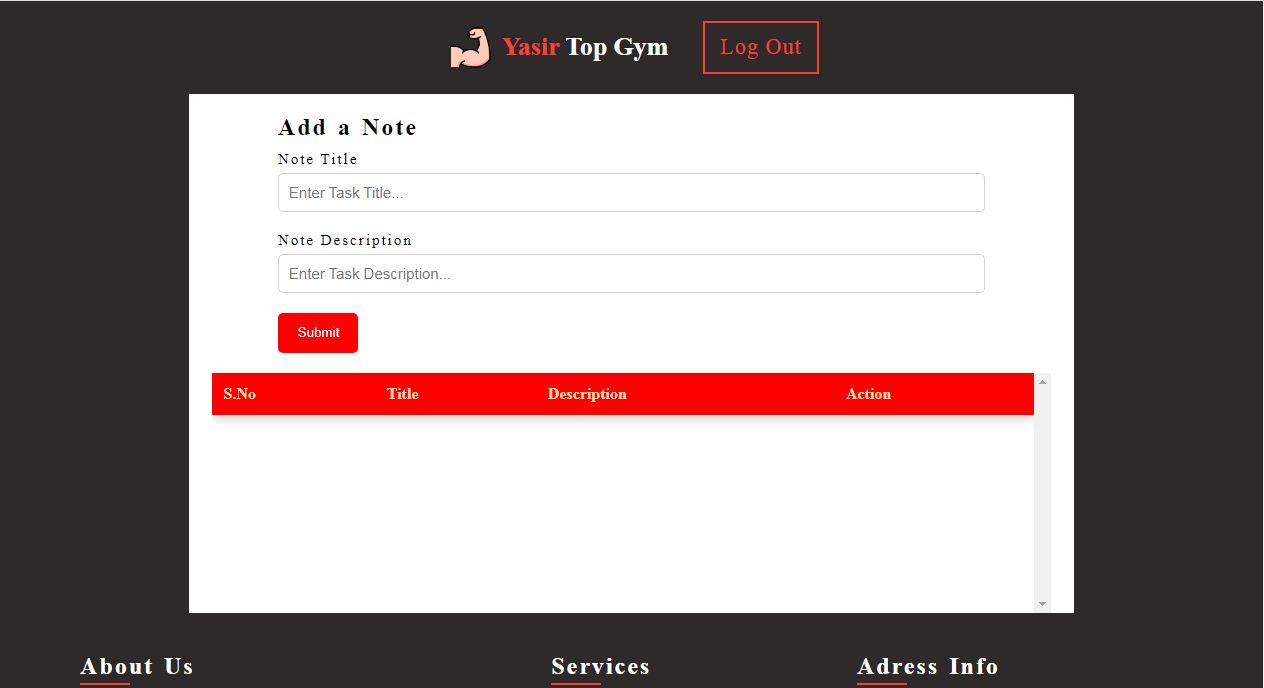 Yasir Top Gym
Log Out
Add a Note
Note Title
Enter Task Title...
Note Description
Enter Task Description...
Submit
S.No Title Description Action
About Us Services Adress Info